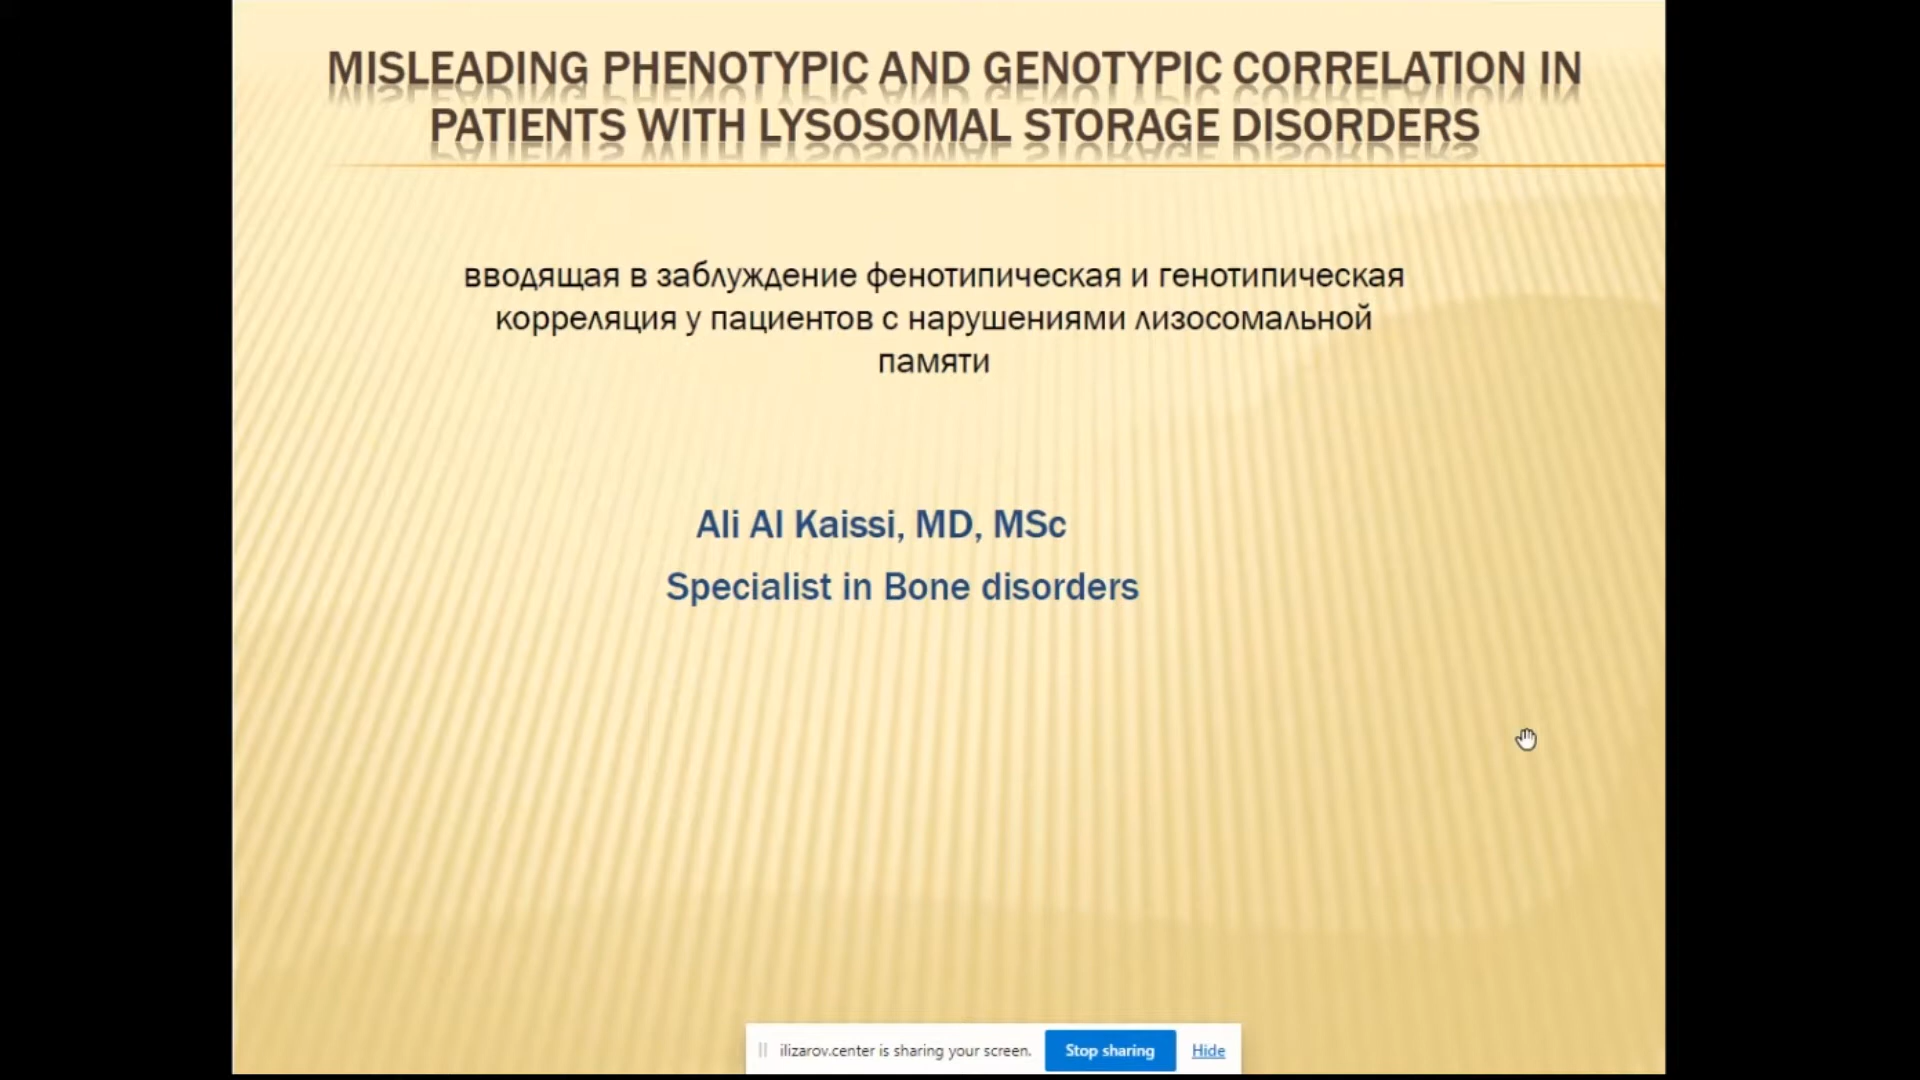 MISLEADING PHENOTYPIC AND GENOTYPIC CORRELATION IN
PATIENTS WITH LYSOSOMAL STORAGE DISORDERS
вводящая в заблуждение фенотипическая и генотипическая
корреляция у пациентов с нарушениями лизосомальной
памяти
Ali Al Kaissi, MD, MSc
Specialist in Bone disorders
ilizarov.center is sharing your screen. Stop sharing Hide